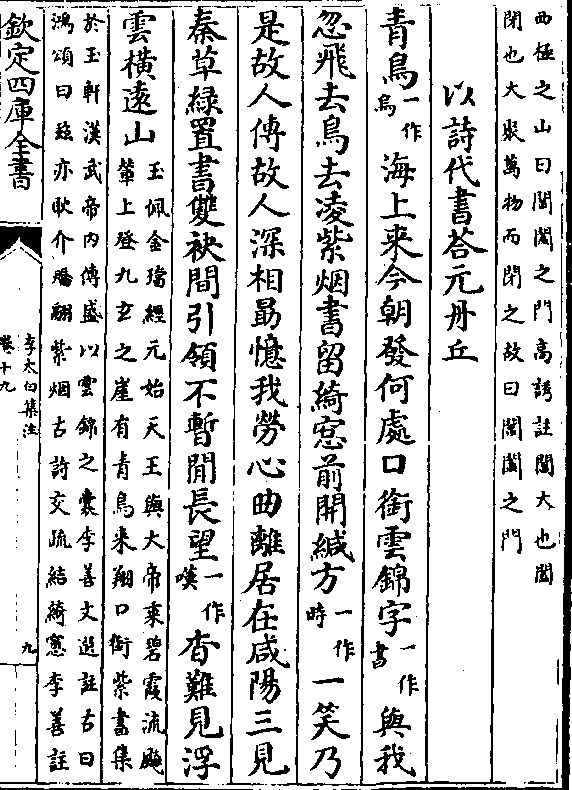 西極之山曰閶闔之門高誘註閶大也闔
閉也大聚萬物而閉之故曰閶闔之門
以詩代書荅元丹丘
青鳥一作烏海上来今朝發何處口銜雲錦字一作書與我
忽飛去鳥去凌紫烟書留綺窓前開緘方一作時一笑乃
是故人傳故人深相勗憶我勞心曲離居在咸陽三見
秦草緑置書雙袂間引領不暫閒長望一作嘆杳難見浮
雲横遠山玉佩金璫經元始天王與大帝乗碧霞流飈
輦上登九玄之崖有青鳥来翔口銜紫書集
於玉軒漢武帝内傳盛以雲錦之囊李善文選註古曰
鴻頌曰兹亦耿介矯翮紫烟古詩交疏結綺窓李善註
欽定四庫全書
李太白集注
卷十九
九